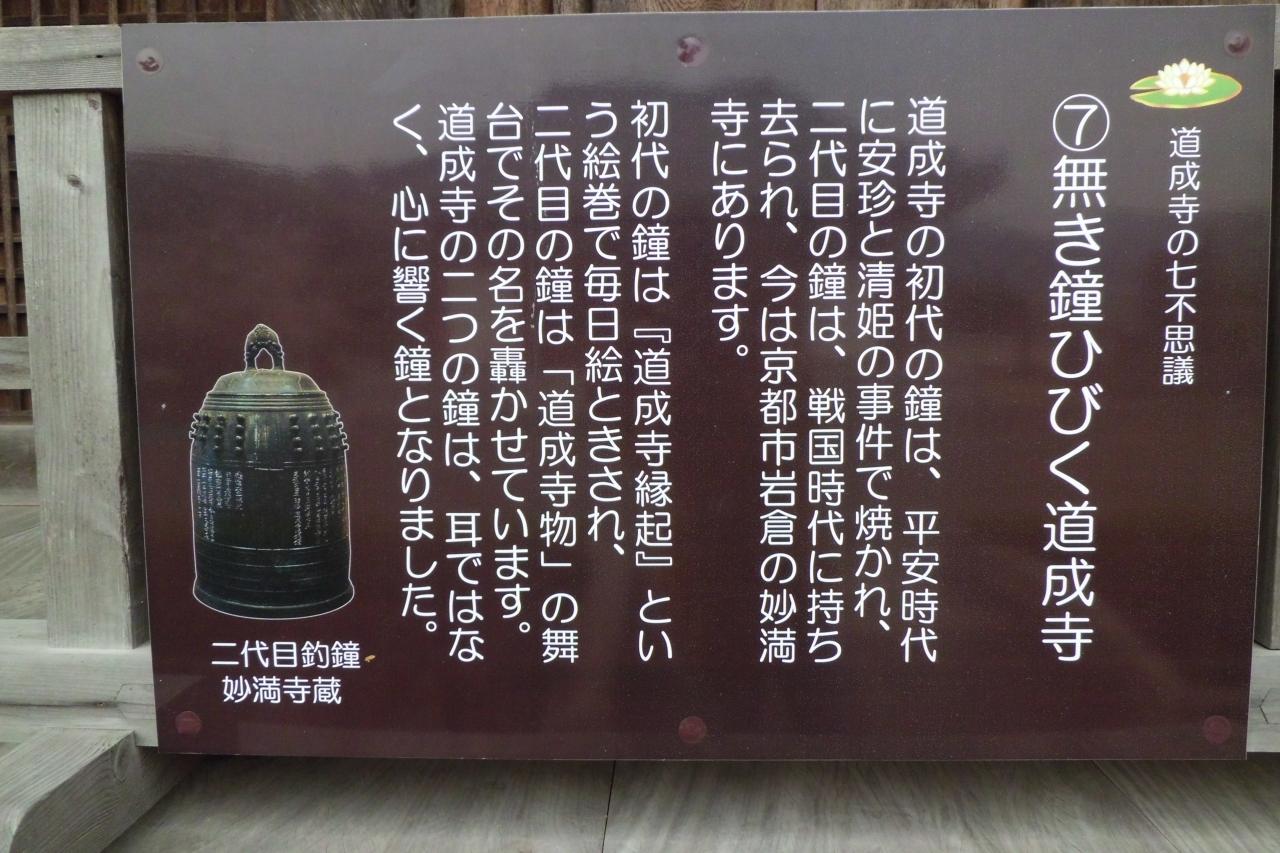 道成寺の七不思議
⑦無き鐘ひびく道成寺
道成寺の初代の鐘は、平安時代
に安珍と清姫の事件で焼かれ、
二代目の鐘は、戦国時代に持ち
去られ、今は京都市岩倉の妙満
寺にあります。
初代の鐘は『道成寺縁起』とい
う絵巻で毎日絵ときされ、
二代目の鐘は「道成寺物」の舞
台でその名を轟かせています。
道成寺の二つの鐘は、耳ではな
く、心に響く鐘となりました。
二代目釣鐘
妙満寺蔵